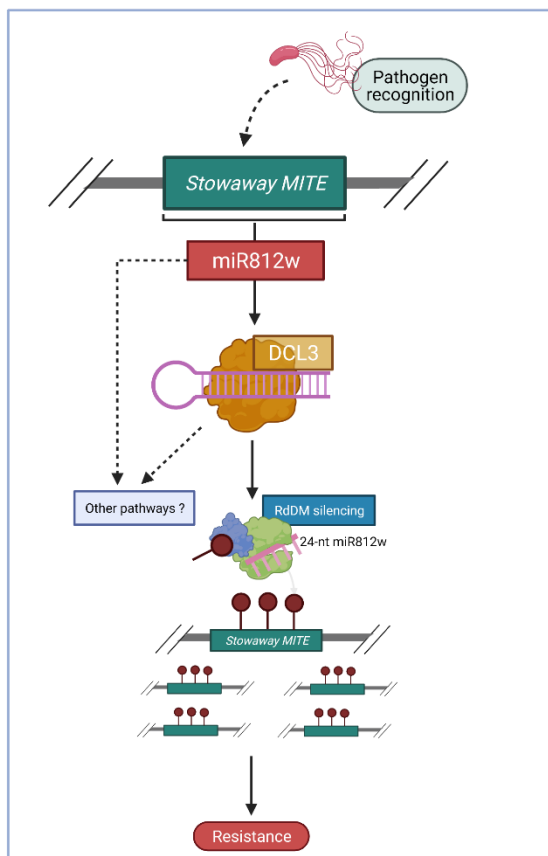 Pathogen
recognition
Stowaway MITE
miR812w
DCL3
Other pathways ?
RdDM silencing
24-nt miR812w
Stowaway MITE
Resistance